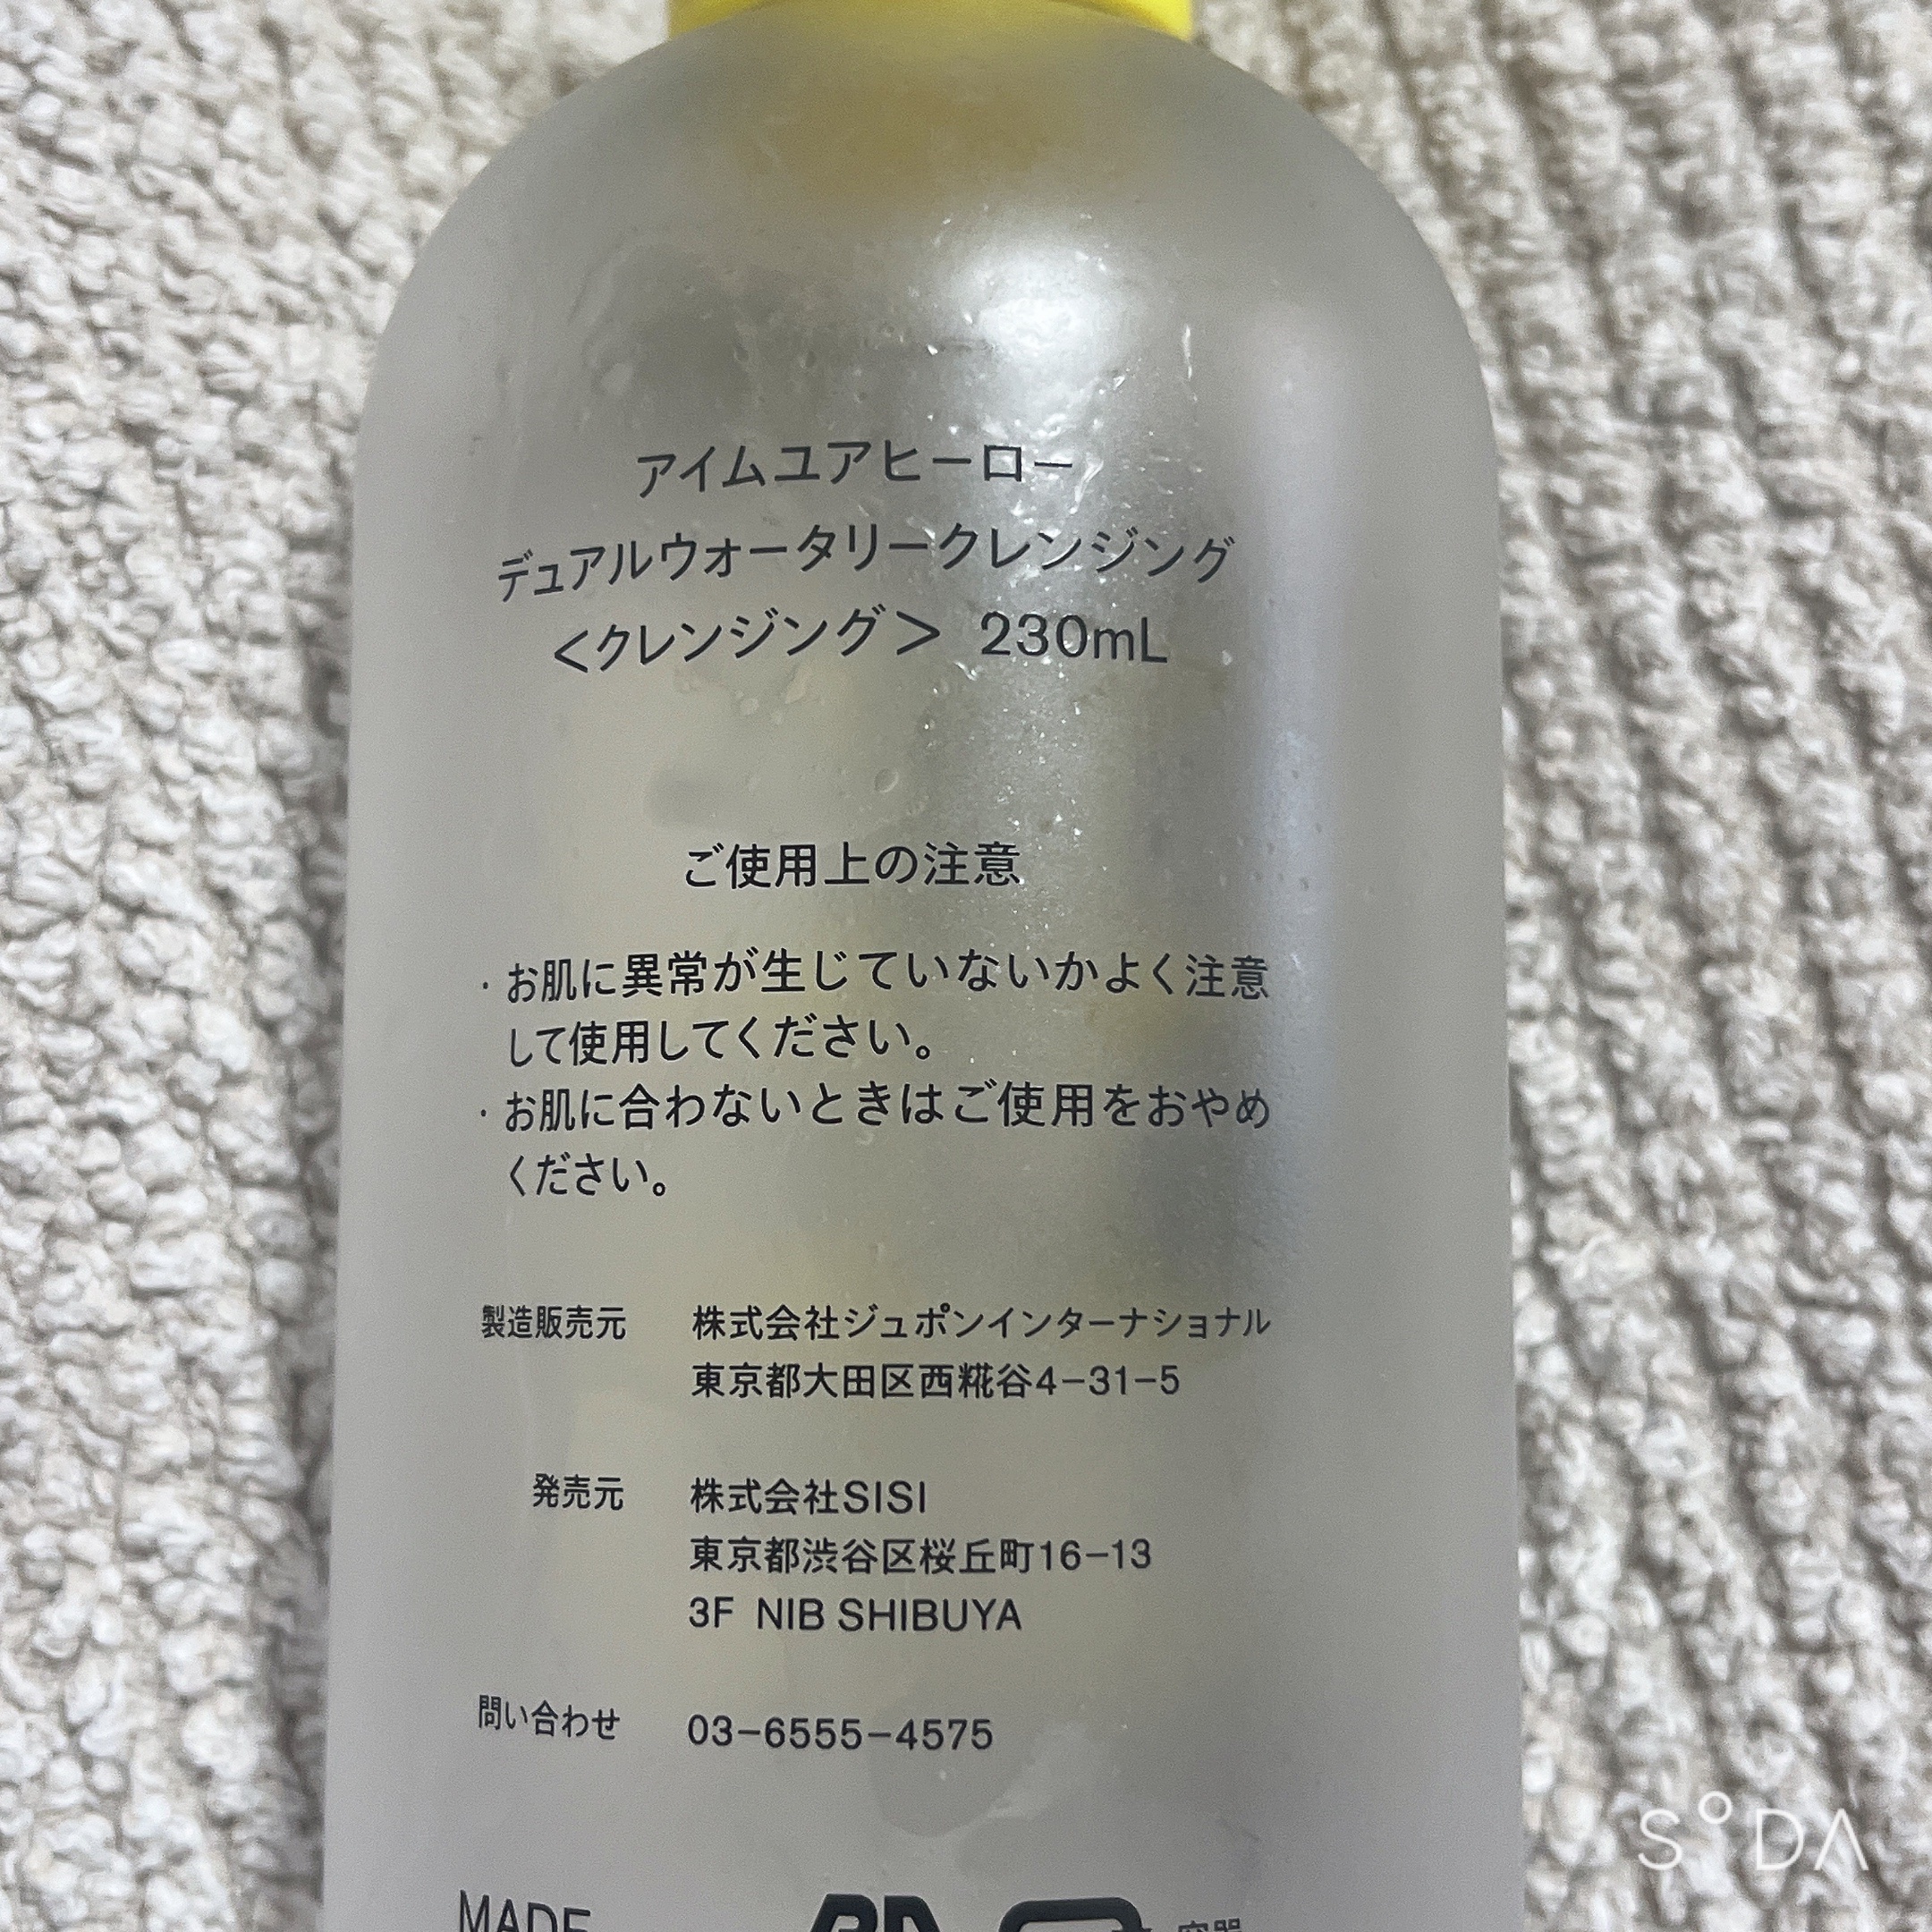 アイムユアヒーロー
デュアルウォータリークレンジング
<クレンジング> 230mL
ご使用上の注意
・お肌に異常が生じていないかよく注意
して使用してください。
・お肌に合わないときはご使用をおやめ
ください。
製造販売元 株式会社ジュポンインターナショナル
東京都大田区西糀谷4-31-5
発売元 株式会社SISI
東京都渋谷区桜丘町16-13
3F NIB SHIBUYA
問い合わせ 03-6555-4575
MADE
SODA